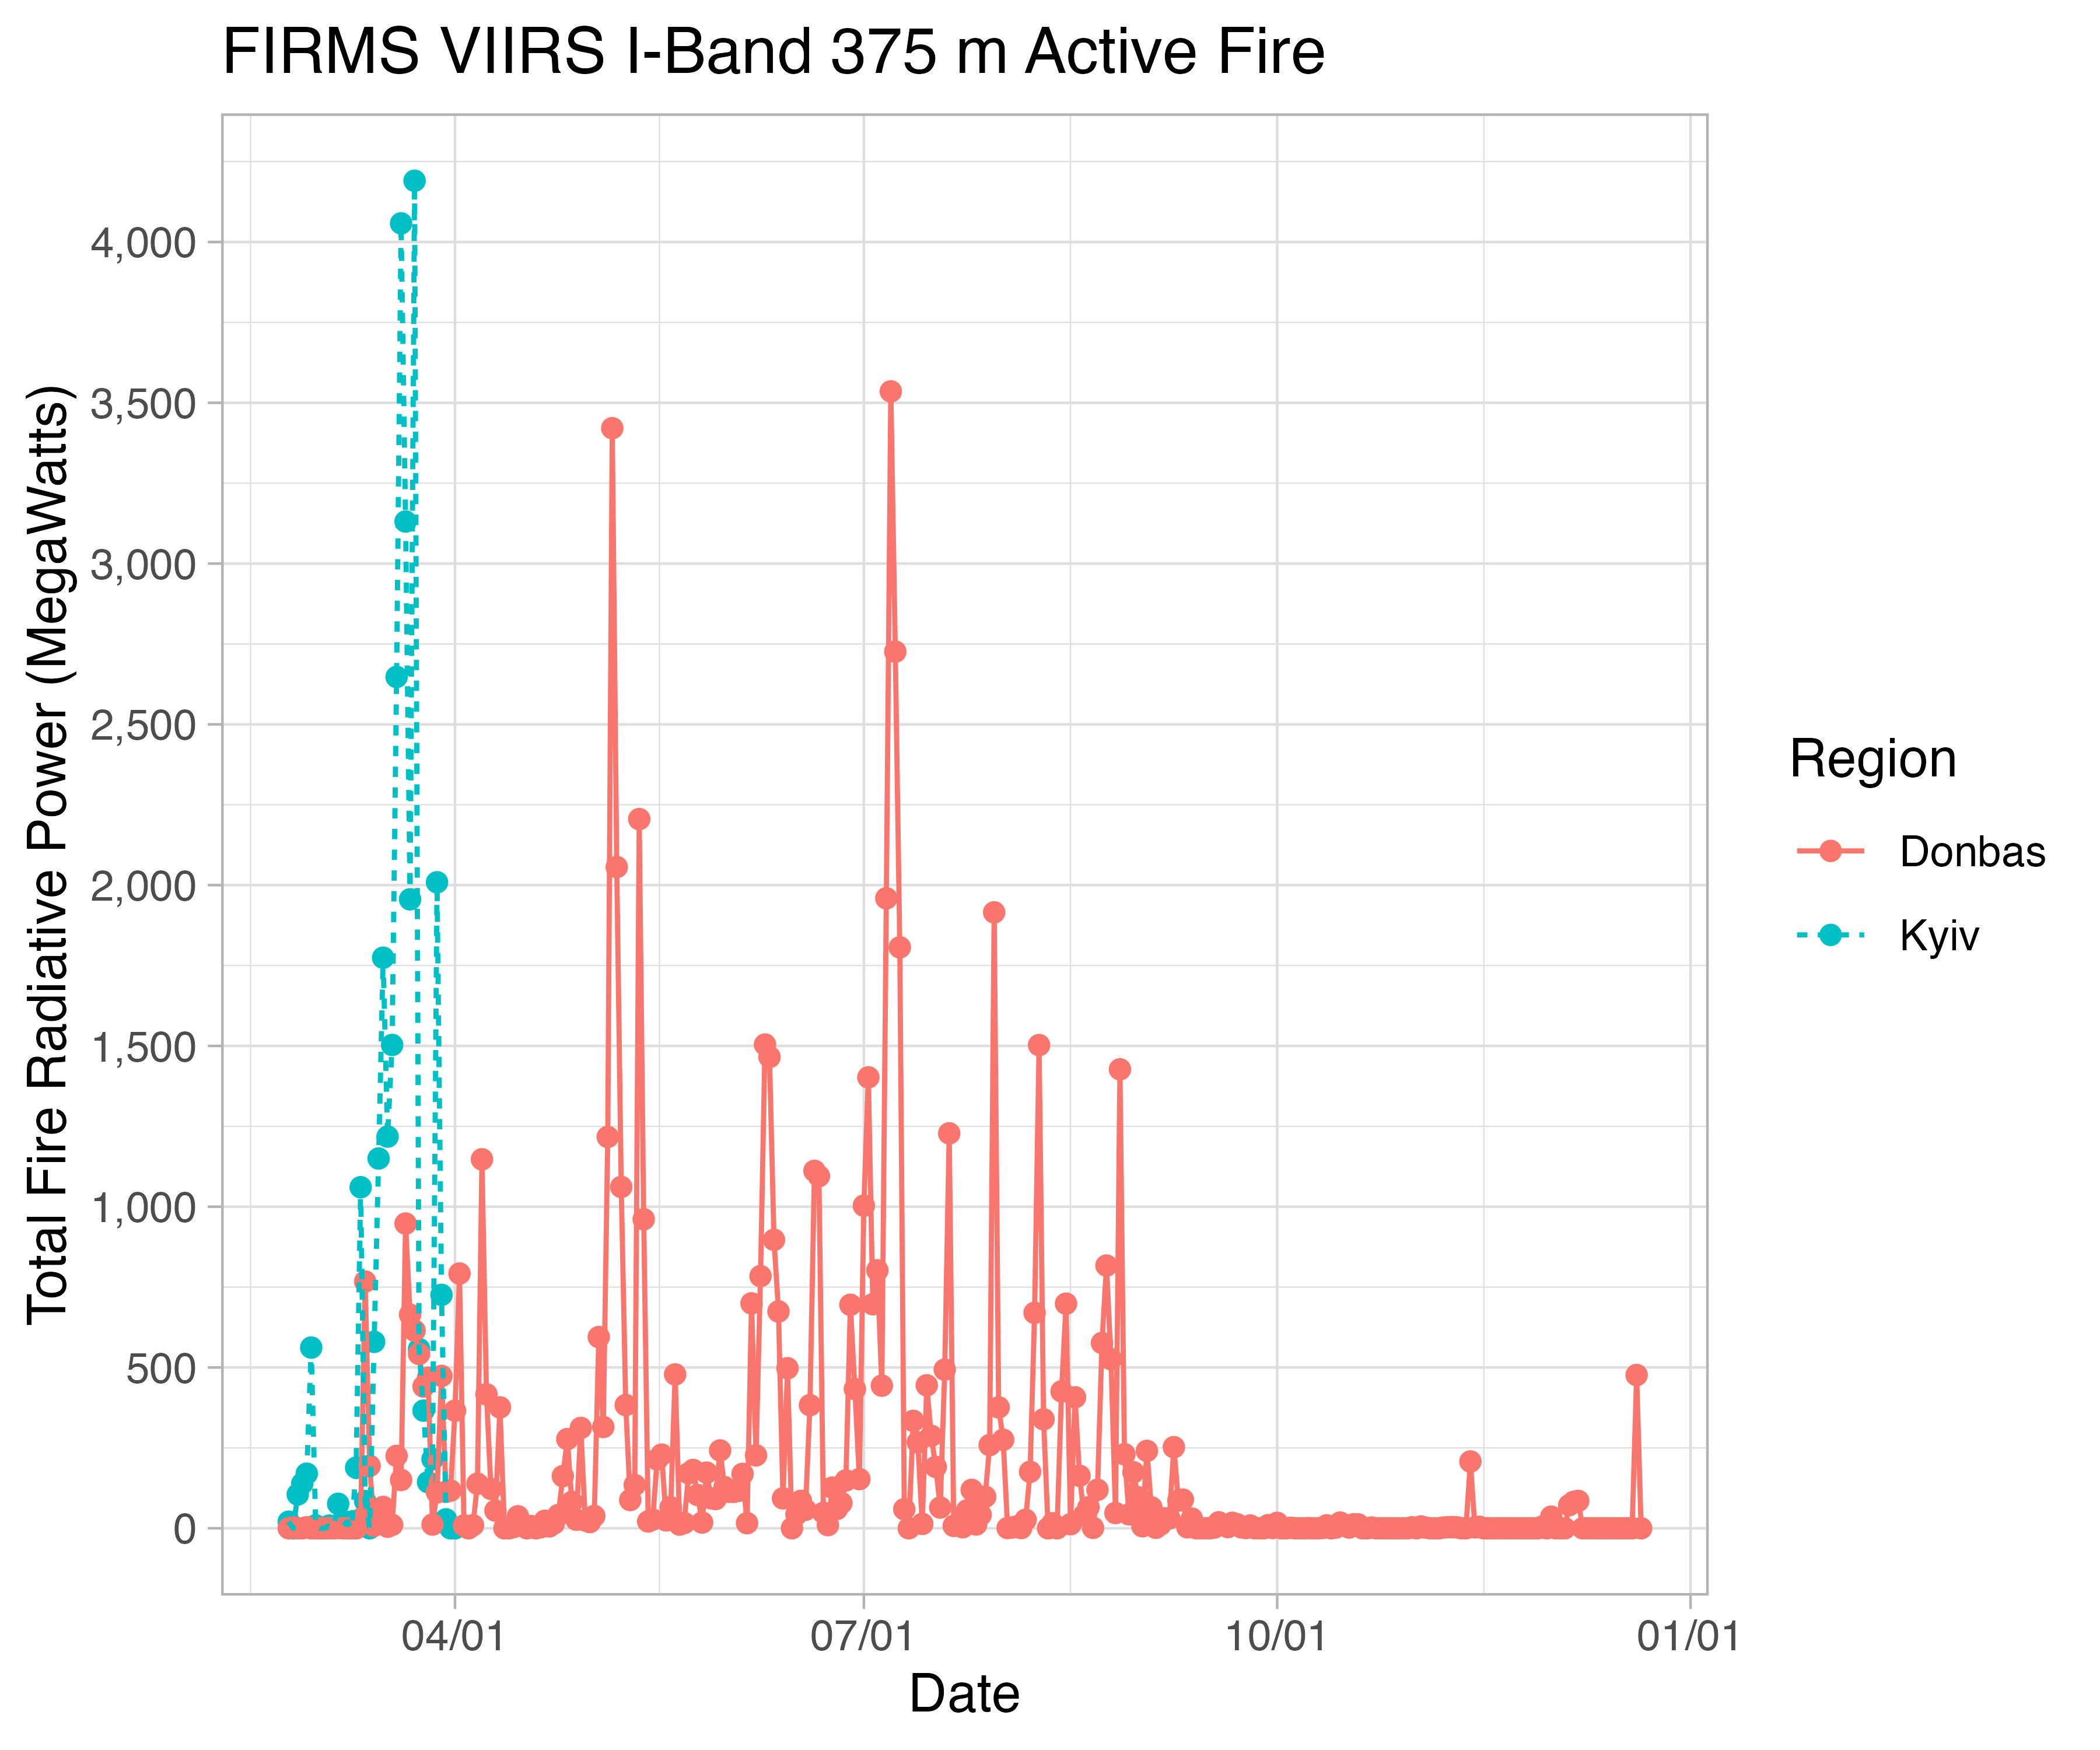 FIRMS VIIRS I-Band 375 m Active Fire
Total Fire Radiative Power (MegaWatts)
4,000
3,500
3,000
2,500
2,000
1,500
1,000
500
0
04/01
07/01
10/01
01/01
Date
Region
Donbas
Kyiv